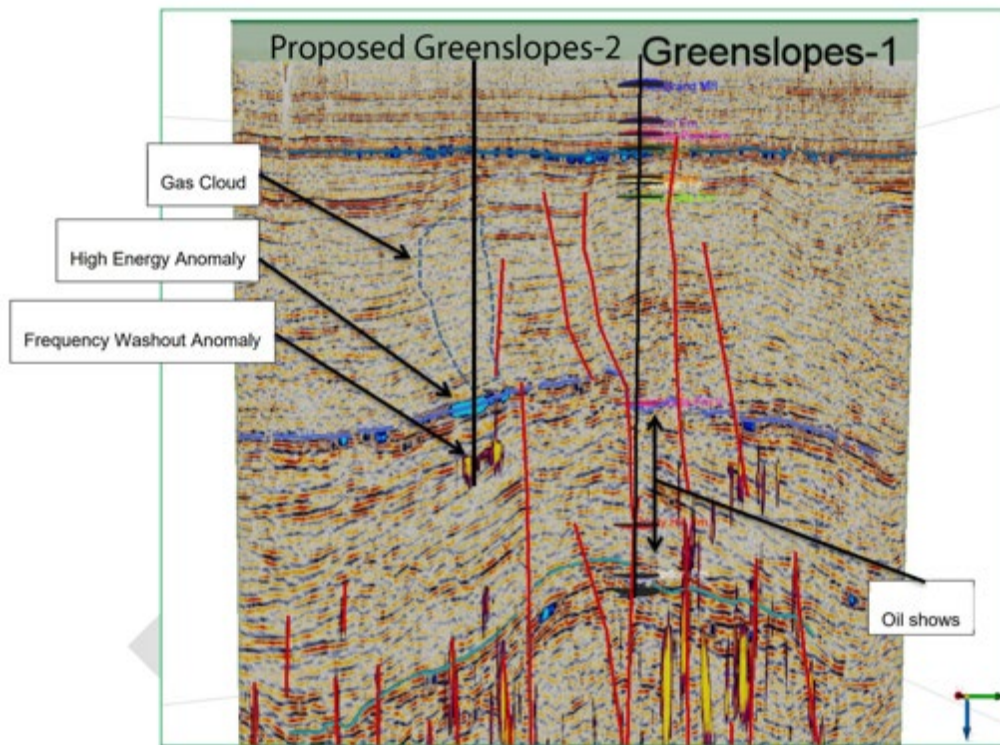 Proposed Greenslopes-2
Greenslopes-1
Gas Cloud
High Energy Anomaly
Frequency Washout Anomaly
Oil shows